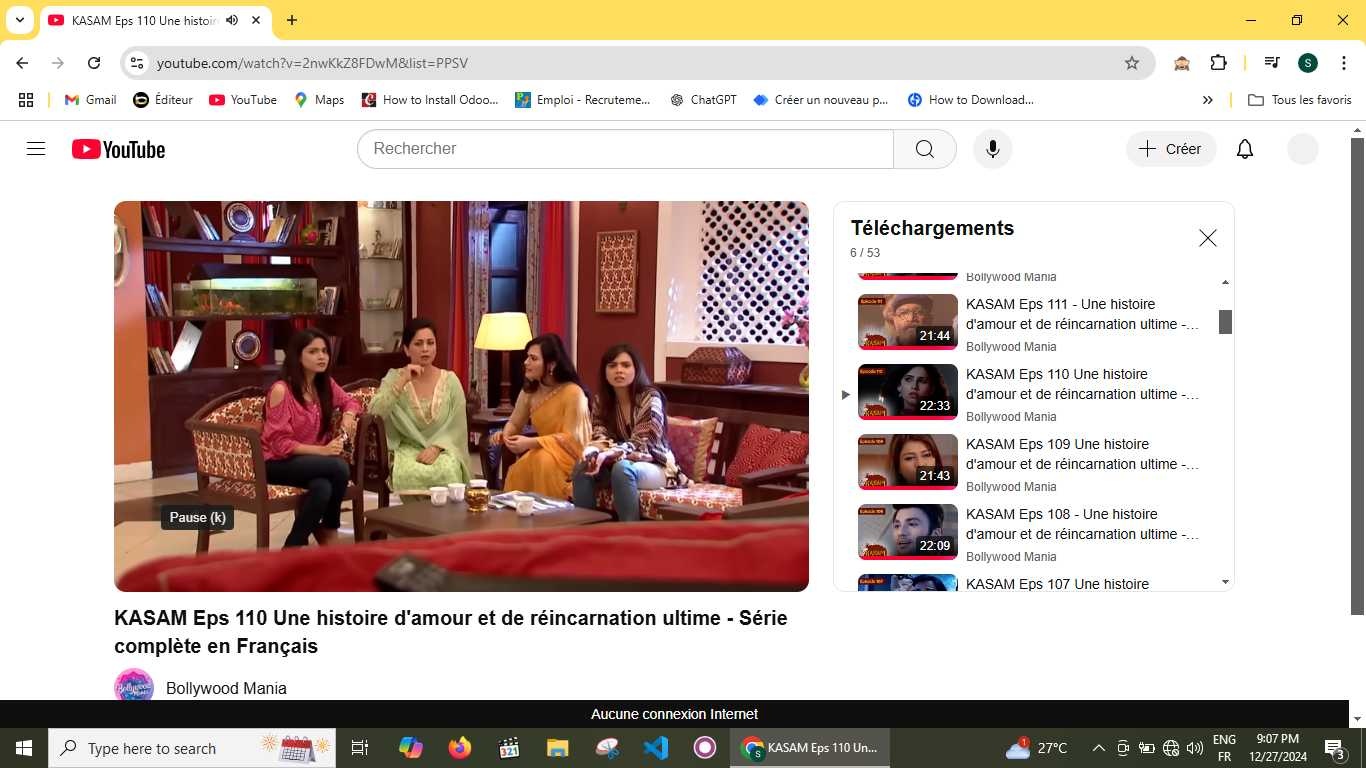 KASAM Eps 110 Une histoir
youtube.com/watch?v=2nwKkZ8FDwM&list=PPSV
S
Gmail
Éditeur
YouTube
Maps
How to Install Odoo...
Emploi - Recruteme...
ChatGPT
Créer un nouveau p...
How to Download...
Tous les favoris
YouTube
Rechercher
Créer
Téléchargements
6 / 53
Bollywood Mania
KASAM Eps 111 - Une histoire
d'amour et de réincarnation ultime -...
21:44
Bollywood Mania
KASAM Eps 110 Une histoire
d'amour et de réincarnation ultime -...
22:33
Bollywood Mania
KASAM Eps 109 Une histoire
d'amour et de réincarnation ultime -...
21:43
Bollywood Mania
KASAM Eps 108 - Une histoire
d'amour et de réincarnation ultime -...
22:09
Bollywood Mania
KASAM Eps 107 Une histoire
Pause (k)
KASAM Eps 110 Une histoire d'amour et de réincarnation ultime - Série
complète en Français
Bollywood Mania
Aucune connexion Internet
Type here to search
321
KASAM Eps 110 Un...
1
27°C
ENG
FR
9:07 PM
12/27/2024
3